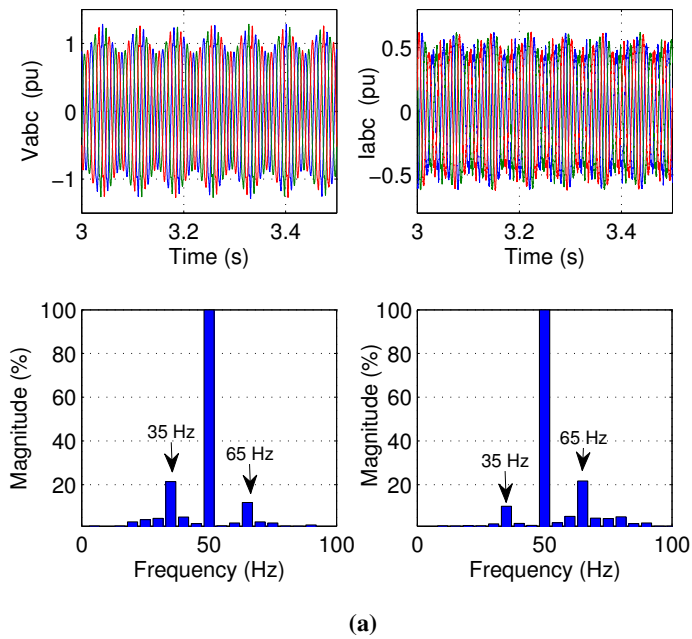 Vabc (pu)
1
0
−1
3
3.2
3.4
Time (s)
Iabc (pu)
0.5
0
−0.5
3
3.2
3.4
Time (s)
Magnitude (%)
100
80
60
40
20
35 Hz
65 Hz
0
50
100
Frequency (Hz)
Magnitude (%)
100
80
60
40
20
35 Hz
65 Hz
0
50
100
Frequency (Hz)
(a)